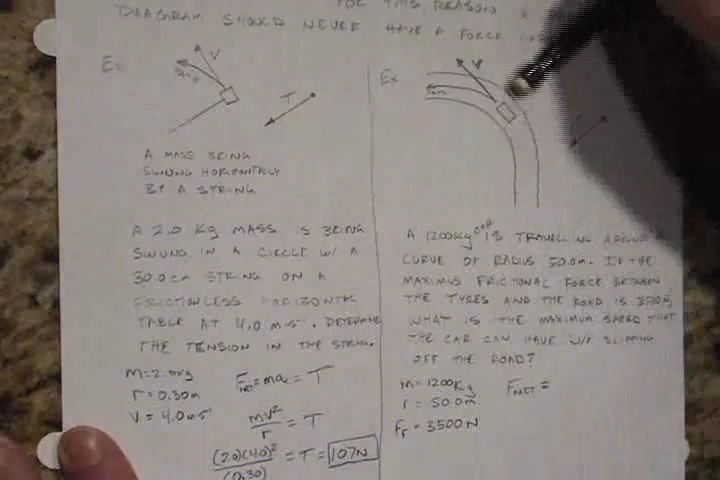 FOR THIS REASON A
DIAGRAM SHOULD NEVER HAVE A FORCE
Ex
V
T
A MASS BEING
SWUNG HORIZONTALLY
BY A STRING
A 2.0 Kg MASS IS BEING
SWUNG IN A CIRCLE W/ A
30.0cm STRING ON A
FRICTIONLESS HORIZONTAL
TABLE AT 4.0 ms⁻¹. DETERMINE
THE TENSION IN THE STRING.
m = 2.0kg
r = 0.30m
V = 4.0 ms⁻¹
FNET = mac = T
mv²/r = T
(2.0)(4.0)²/(0.30) = T = 107N
Ex
V
A 1200Kg CAR IS TRAVELLING AROUND A
CURVE OF RADIUS 50.0m. IF THE
MAXIMUM FRICTIONAL FORCE BETWEEN
THE TYRES AND THE ROAD IS 3500N,
WHAT IS THE MAXIMUM SPEED THAT
THE CAR CAN HAVE W/O SLIPPING
OFF THE ROAD?
m = 1200Kg
r = 50.0m
Ff = 3500N
FNET =